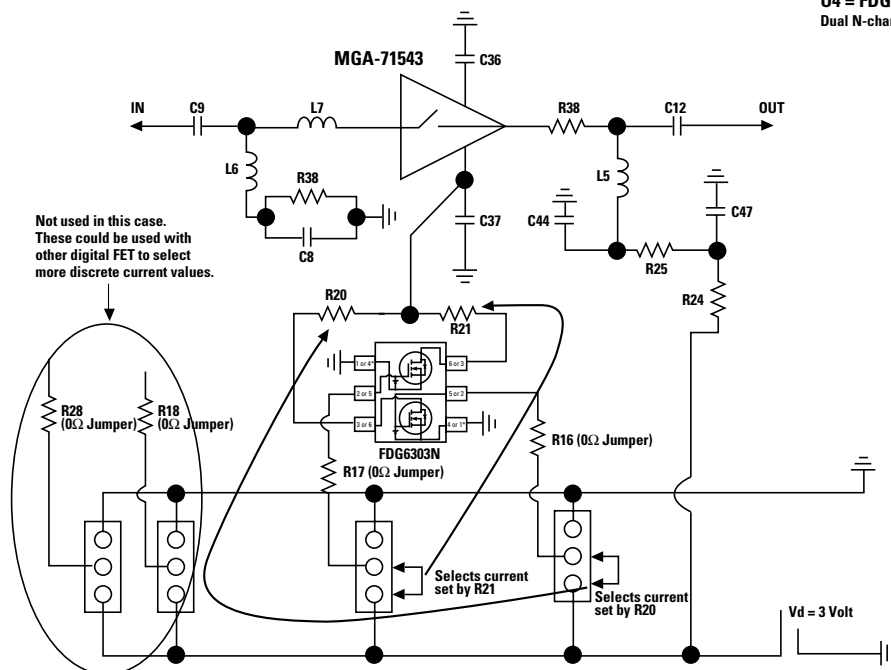 U4 = FDG
Dual N-chan
MGA-71543
C36
IN
C9
L7
R38
C12
OUT
L6
R38
C8
C37
L5
C44
C47
R25
R24
Not used in this case.
These could be used with
other digital FET to select
more discrete current values.
R20
R21
1 or 4*
6 or 3
2 or 5
5 or 2
3 or 6
4 or 1*
FDG6303N
R28
(0Ω Jumper)
R18
(0Ω Jumper)
R16 (0Ω Jumper)
R17 (0Ω Jumper)
Selects current
set by R21
Selects current
set by R20
Vd = 3 Volt